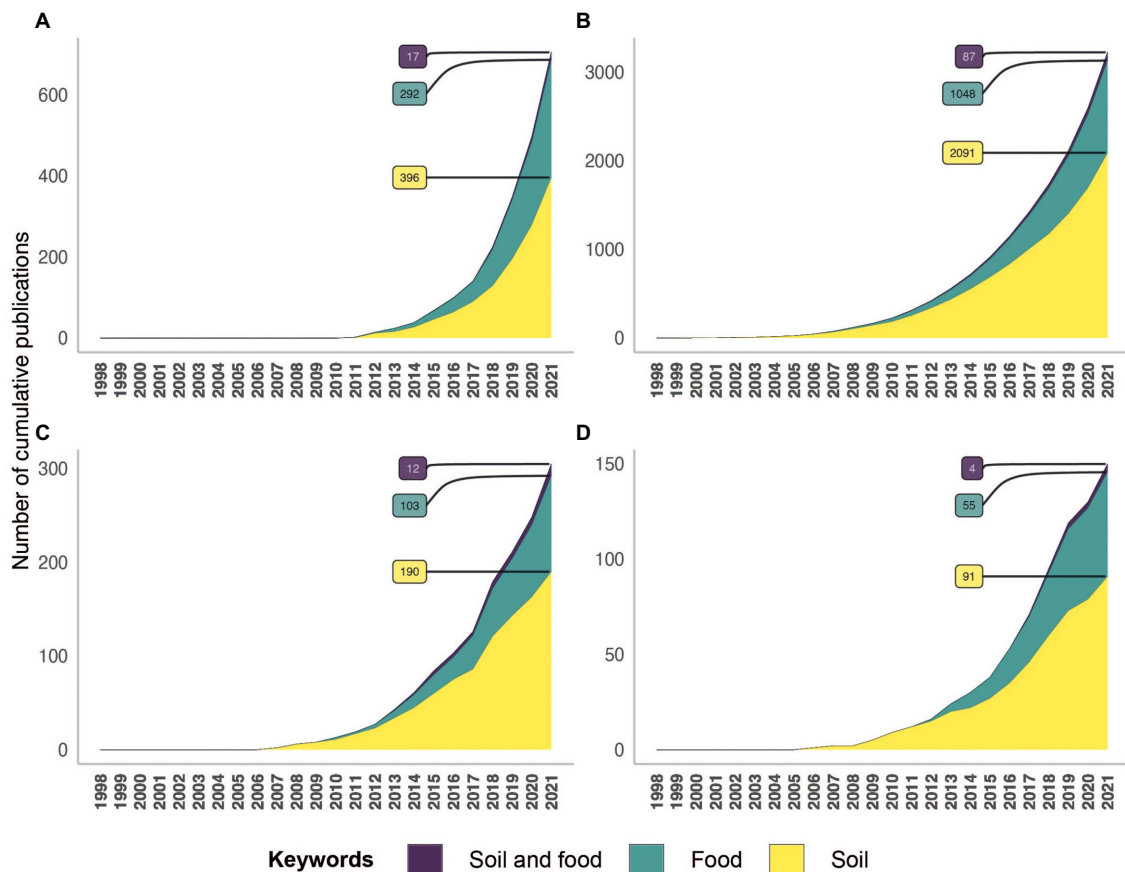 A
Number of cumulative publications
600
400
200
0
17
292
396
1998 1999 2000 2001 2002 2003 2004 2005 2006 2007 2008 2009 2010 2011 2012 2013 2014 2015 2016 2017 2018 2019 2020 2021
B
3000
2000
1000
0
87
1048
2091
1998 1999 2000 2001 2002 2003 2004 2005 2006 2007 2008 2009 2010 2011 2012 2013 2014 2015 2016 2017 2018 2019 2020 2021
C
300
200
100
0
12
103
190
1998 1999 2000 2001 2002 2003 2004 2005 2006 2007 2008 2009 2010 2011 2012 2013 2014 2015 2016 2017 2018 2019 2020 2021
D
150
100
50
0
4
55
91
1998 1999 2000 2001 2002 2003 2004 2005 2006 2007 2008 2009 2010 2011 2012 2013 2014 2015 2016 2017 2018 2019 2020 2021
Keywords Soil and food Food Soil